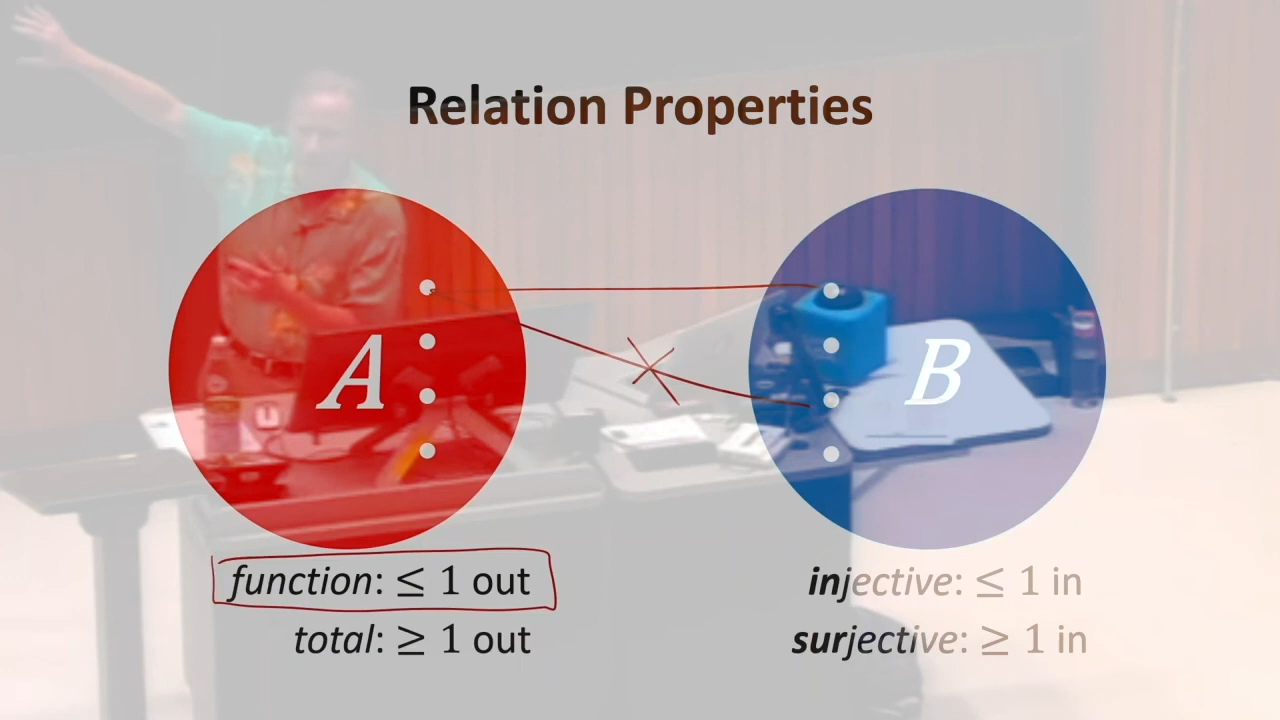 Relation Properties
A
B
function: ≤ 1 out
total: ≥ 1 out
injective: ≤ 1 in
surjective: ≥ 1 in